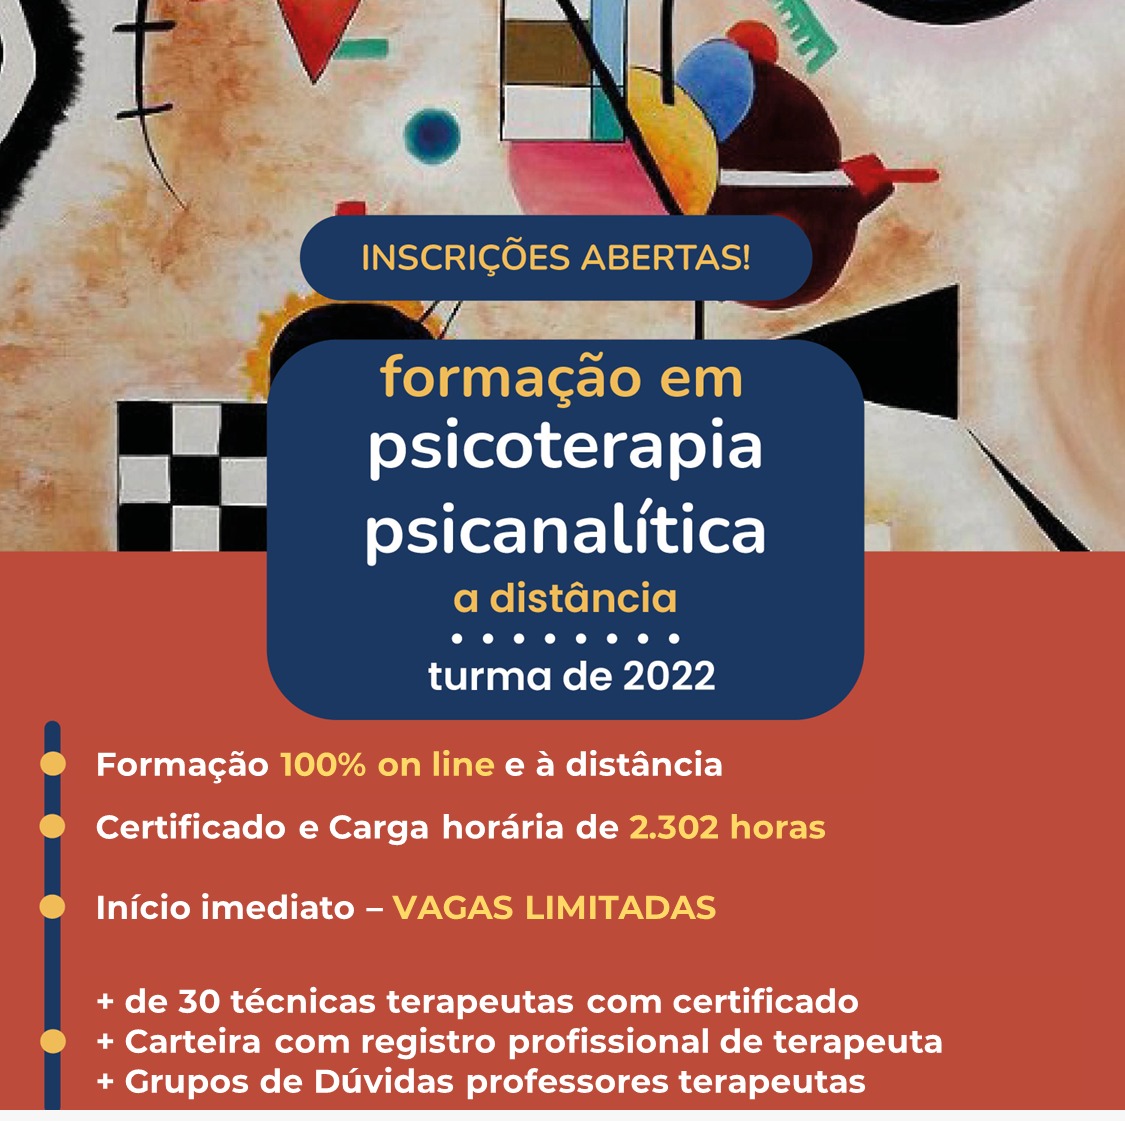 INSCRIÇÕES ABERTAS!
formação em
psicoterapia
psicanalítica
a distância
turma de 2022
Formação 100% on line e à distância
Certificado e Carga horária de 2.302 horas
Início imediato – VAGAS LIMITADAS
+ de 30 técnicas terapeutas com certificado
+ Carteira com registro profissional de terapeuta
+ Grupos de Dúvidas professores terapeutas